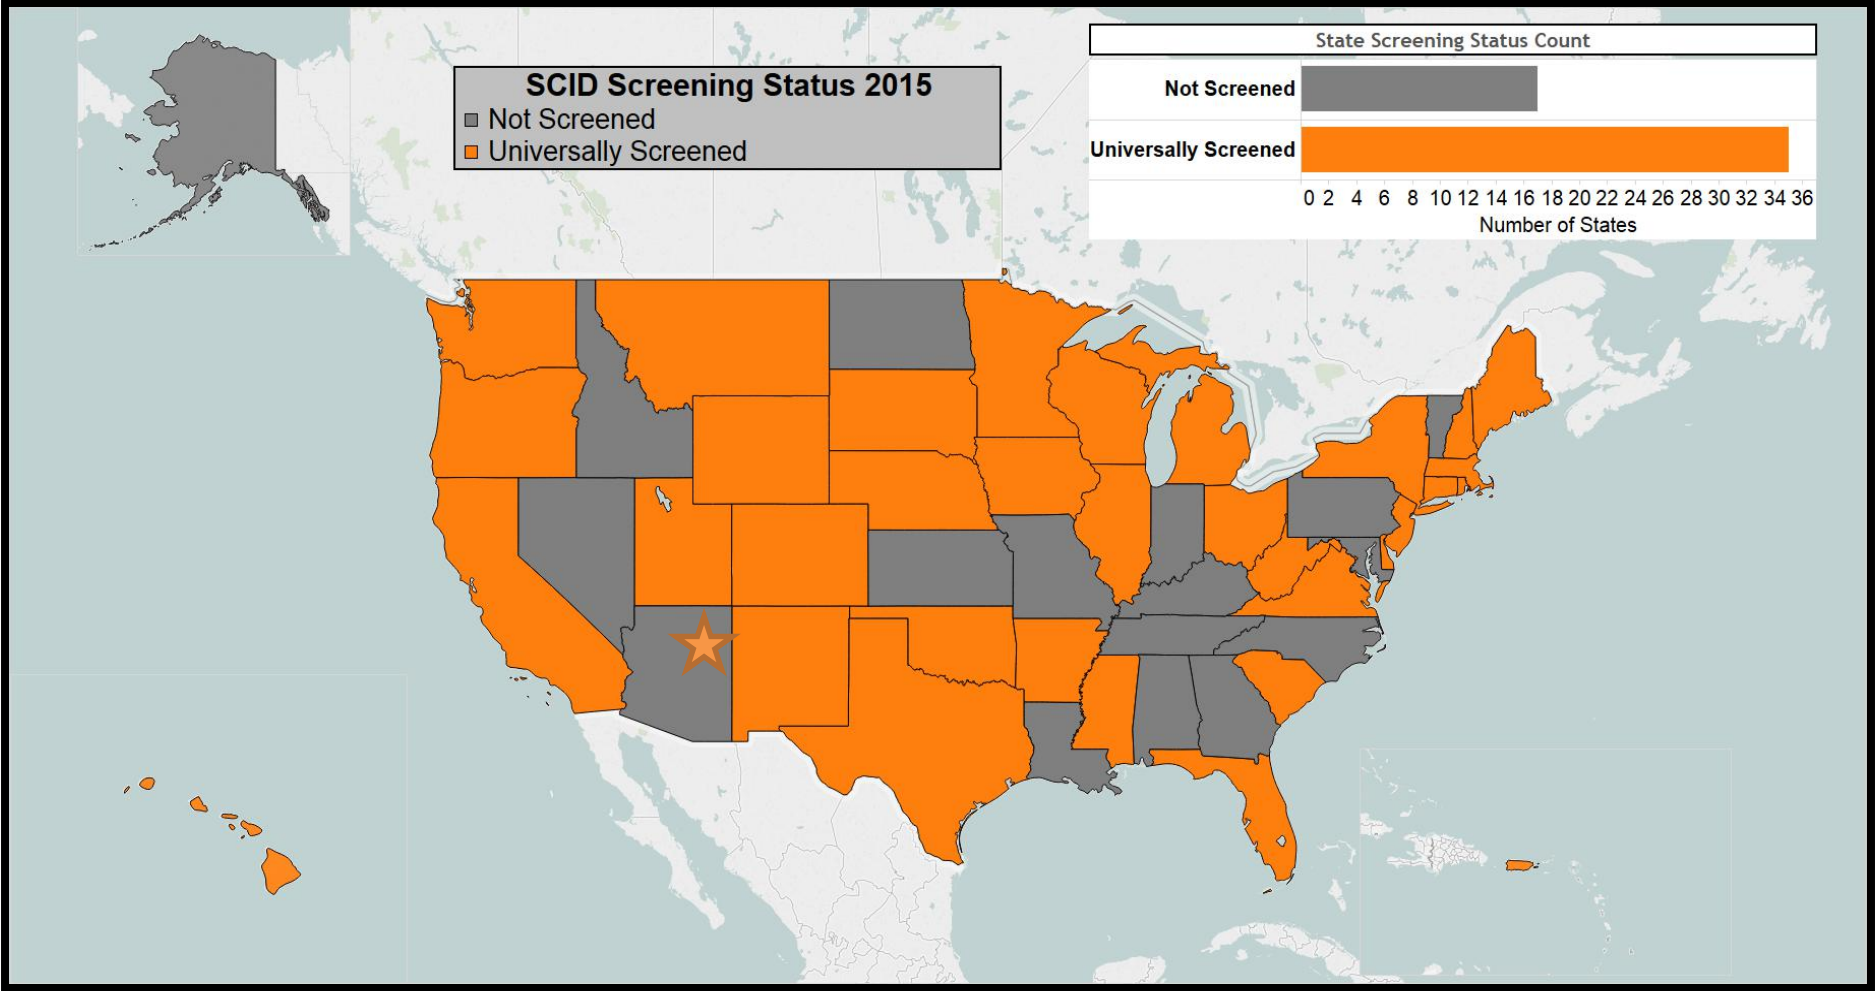 SCID Screening Status 2015
Not Screened
Universally Screened
State Screening Status Count
Not Screened
Universally Screened
0 2 4 6 8 10 12 14 16 18 20 22 24 26 28 30 32 34 36
Number of States